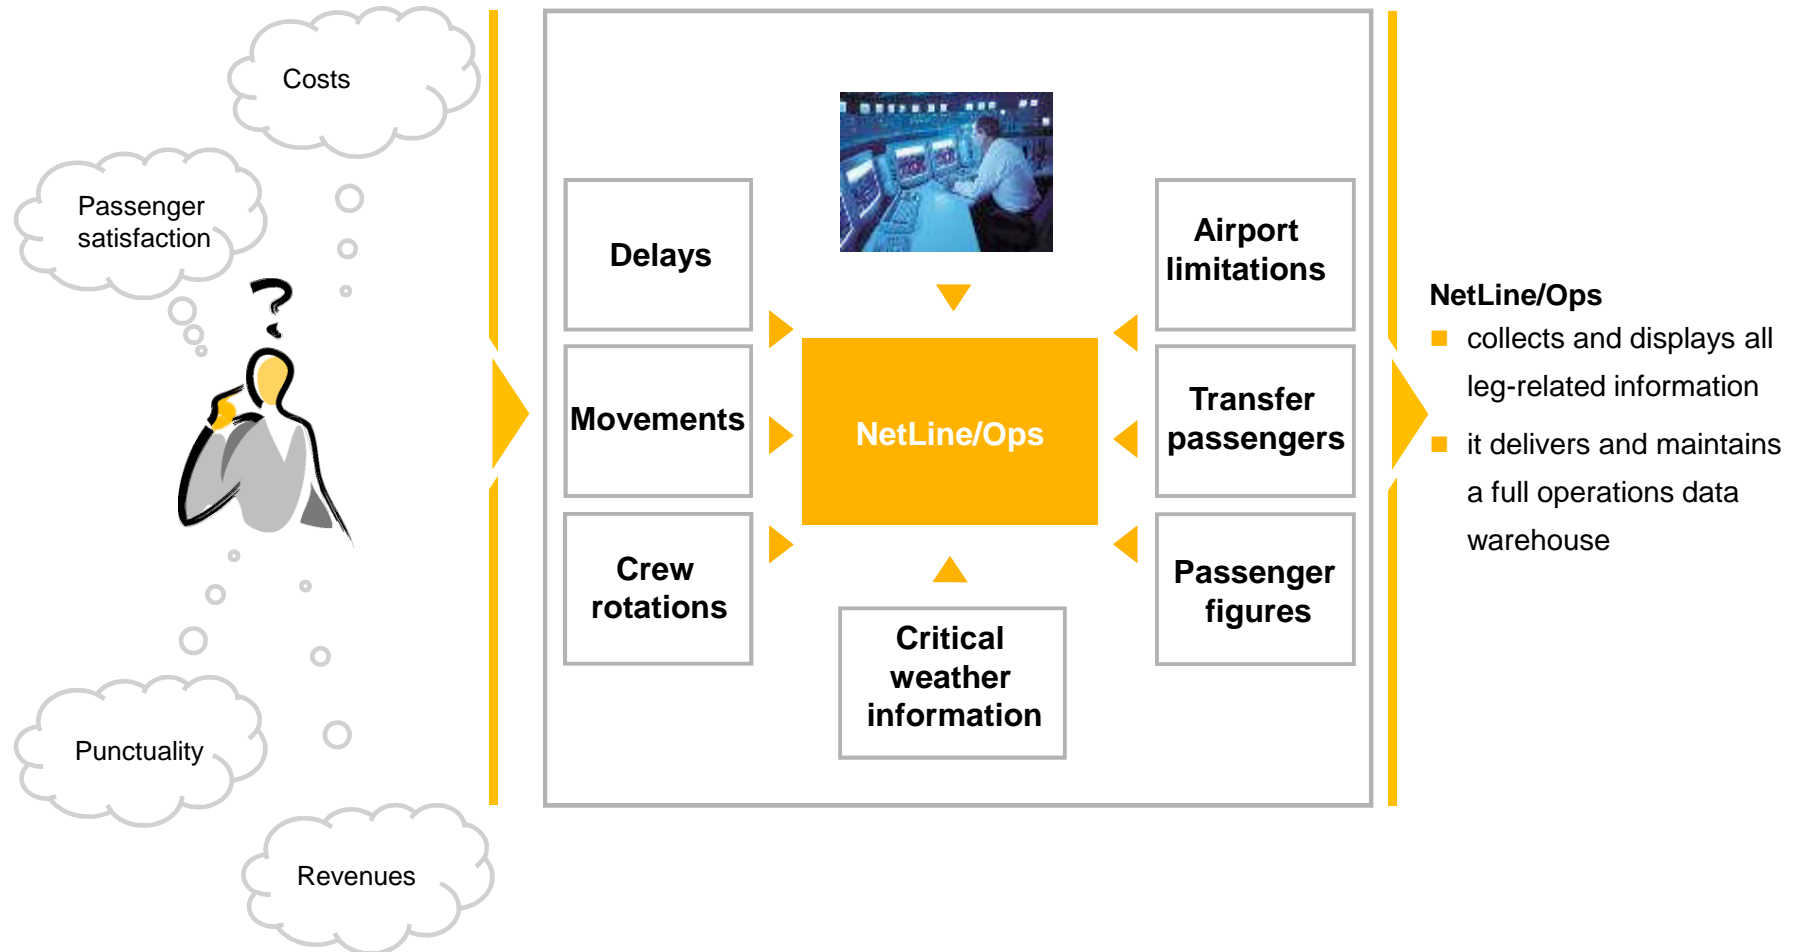 Costs
Passenger
satisfaction
?
Punctuality
Revenues
Delays
Movements
Crew
rotations
NetLine/Ops
Critical
weather
information
Airport
limitations
Transfer
passengers
Passenger
figures
NetLine/Ops
collects and displays all
leg-related information
it delivers and maintains
a full operations data
warehouse